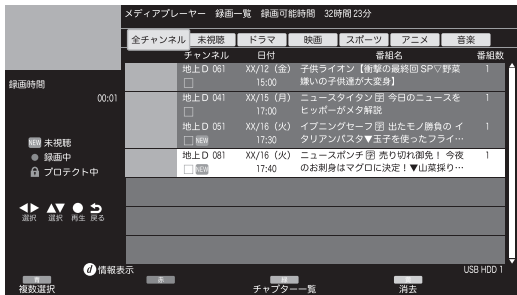 メディアプレーヤー 録画一覧 録画可能時間 32時間23分
全チャンネル 未視聴 ドラマ 映画 スポーツ アニメ 音楽
チャンネル 日付 番組名 番組数
地上D 061 XX/12（金） 子供ライオン【衝撃の最終回SP▽野菜 1
15:00 嫌いの子供達が大変身】
地上D 041 XX/15（月） ニュースタイタン字 今日のニュースを 1
17:00 ヒッポーがメタ解説
地上D 051 XX/16（火） イブニングセーフ字 出たモノ勝負の イ 1
NEW 17:30 タリアンパスタ▼玉子を使ったフライ…
地上D 081 XX/16（火） ニュースポンチ字 売り切れ御免！ 今夜 1
NEW 17:40 のお刺身はマグロに決定！▼山菜採り…
録画時間
00:01
NEW 未視聴
録画中
プロテクト中
選択 選択 再生 戻る
d 情報表示
USB HDD 1
青 赤 緑 黄
複数選択 チャプター一覧 消去